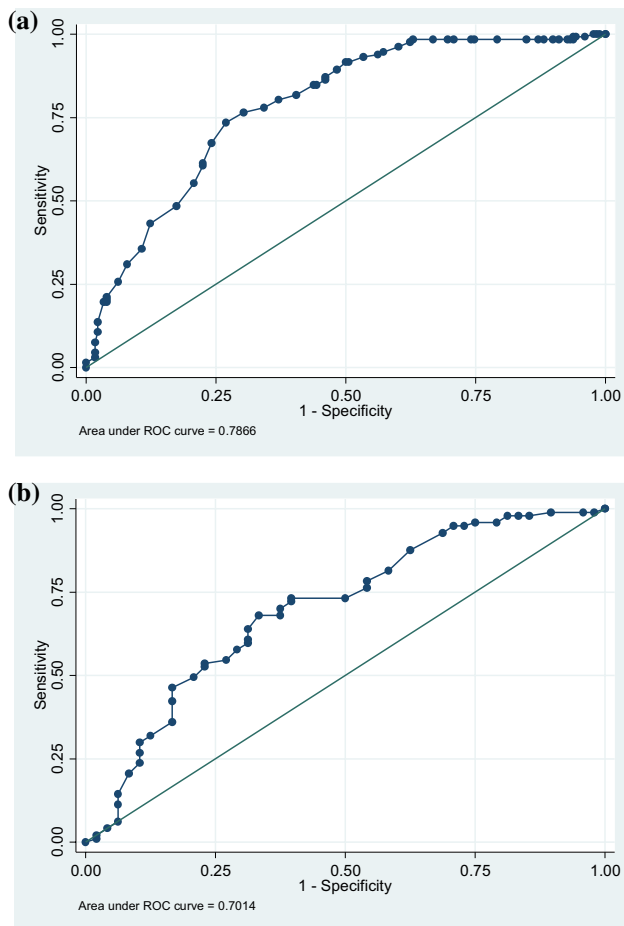 (a)
1.00
0.75
0.50
0.25
0.00
Sensitivity
0.00 0.25 0.50 0.75 1.00
1 - Specificity
Area under ROC curve = 0.7866
(b)
1.00
0.75
0.50
0.25
0.00
Sensitivity
0.00 0.25 0.50 0.75 1.00
1 - Specificity
Area under ROC curve = 0.7014